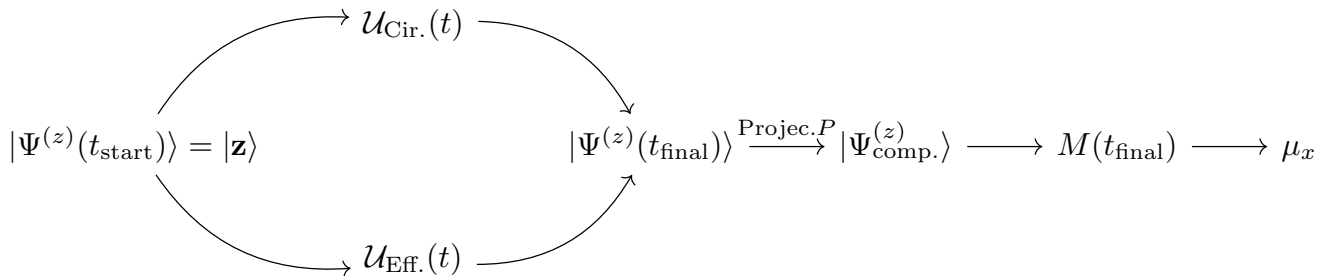 𝒰_Cir.(t)
|Ψ^(z)(t_start)⟩ = |𝐳⟩ |Ψ^(z)(t_final)⟩ Projec.P |Ψ^(z)_comp.⟩ M(t_final) μ_x
𝒰_Eff.(t)